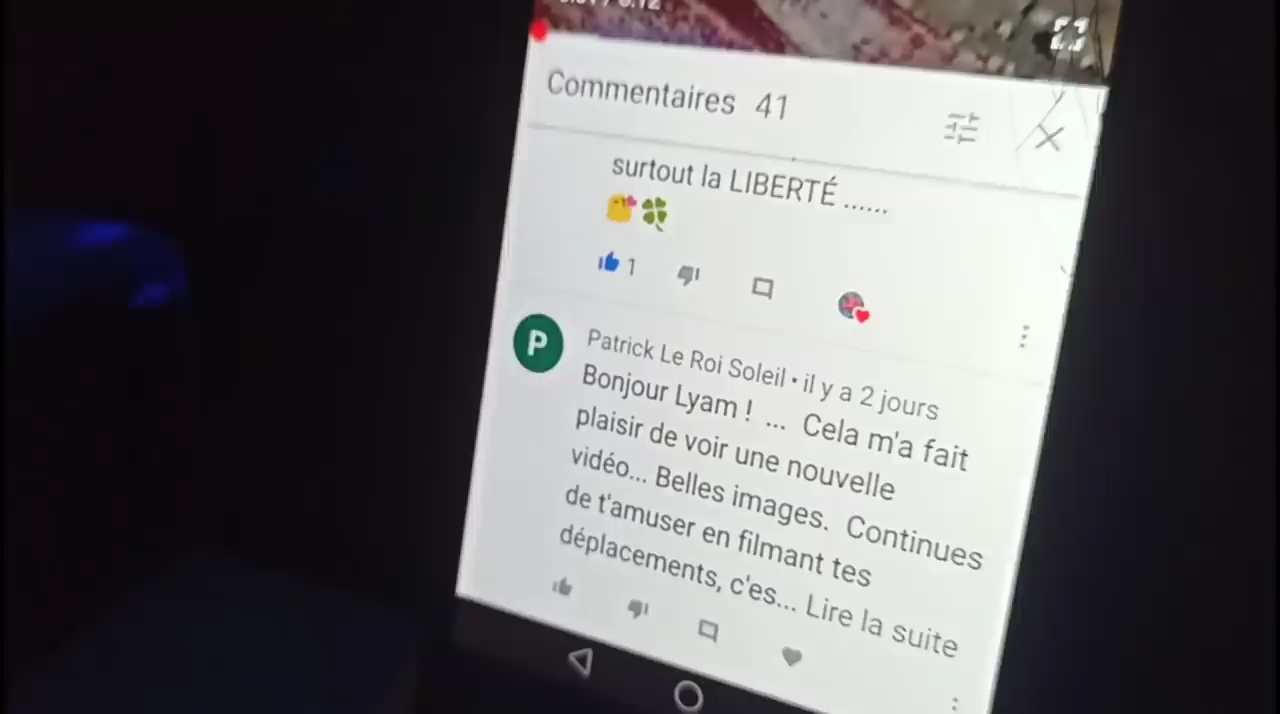 Commentaires 41
surtout la LIBERTÉ ......
1
P
Patrick Le Roi Soleil • il y a 2 jours
Bonjour Lyam ! ... Cela m'a fait
plaisir de voir une nouvelle
vidéo... Belles images. Continues
de t'amuser en filmant tes
déplacements, c'es... Lire la suite